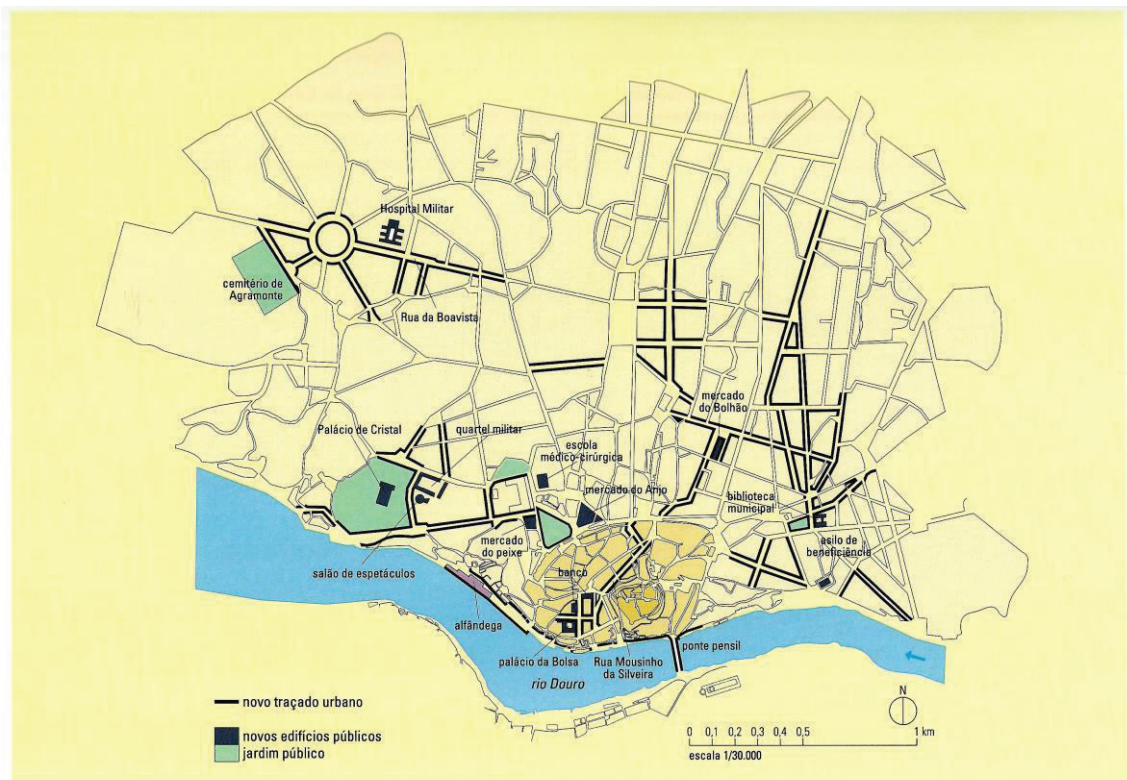 Hospital Militar
cemitério de
Agramonte
Rua da Boavista
mercado
do Bolhão
Palácio de Cristal
quartel militar
escola
médico-cirúrgica
mercado do Anjo
biblioteca
municipal
mercado
do peixe
asilo de
beneficiência
salão de espetáculos
banco
alfândega
palácio da Bolsa
Rua Mousinho
da Silveira
ponte pensil
rio Douro
novo traçado urbano
novos edifícios públicos
jardim público
N
0 0,1 0,2 0,3 0,4 0,5 1 km
escala 1/30.000